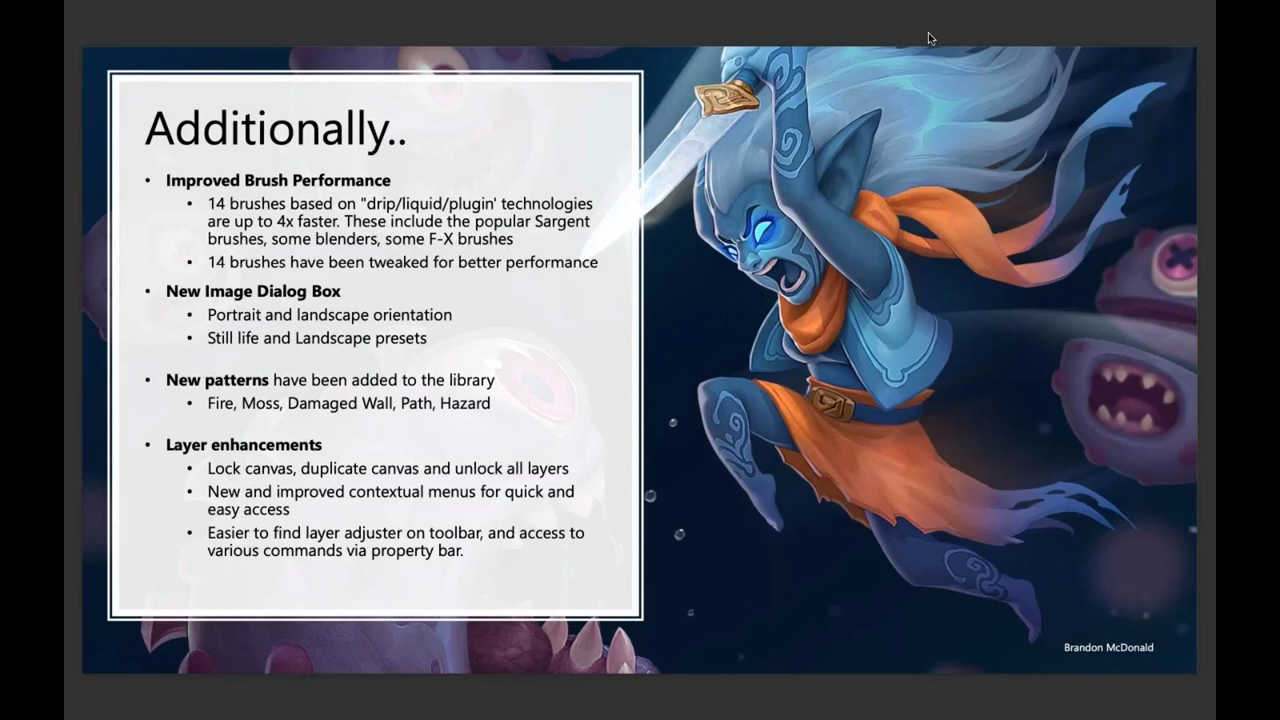 Additionally..
• Improved Brush Performance
• 14 brushes based on "drip/liquid/plugin' technologies
are up to 4x faster. These include the popular Sargent
brushes, some blenders, some F-X brushes
• 14 brushes have been tweaked for better performance
• New Image Dialog Box
• Portrait and landscape orientation
• Still life and Landscape presets
• New patterns have been added to the library
• Fire, Moss, Damaged Wall, Path, Hazard
• Layer enhancements
• Lock canvas, duplicate canvas and unlock all layers
• New and improved contextual menus for quick and
easy access
• Easier to find layer adjuster on toolbar, and access to
various commands via property bar.
Brandon McDonald